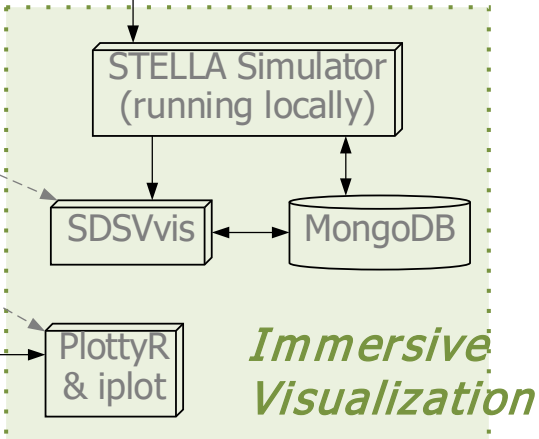 STELLA Simulator
(running locally)
SDSVvis
MongoDB
PlottyR
& iplot
Immersive
Visualization